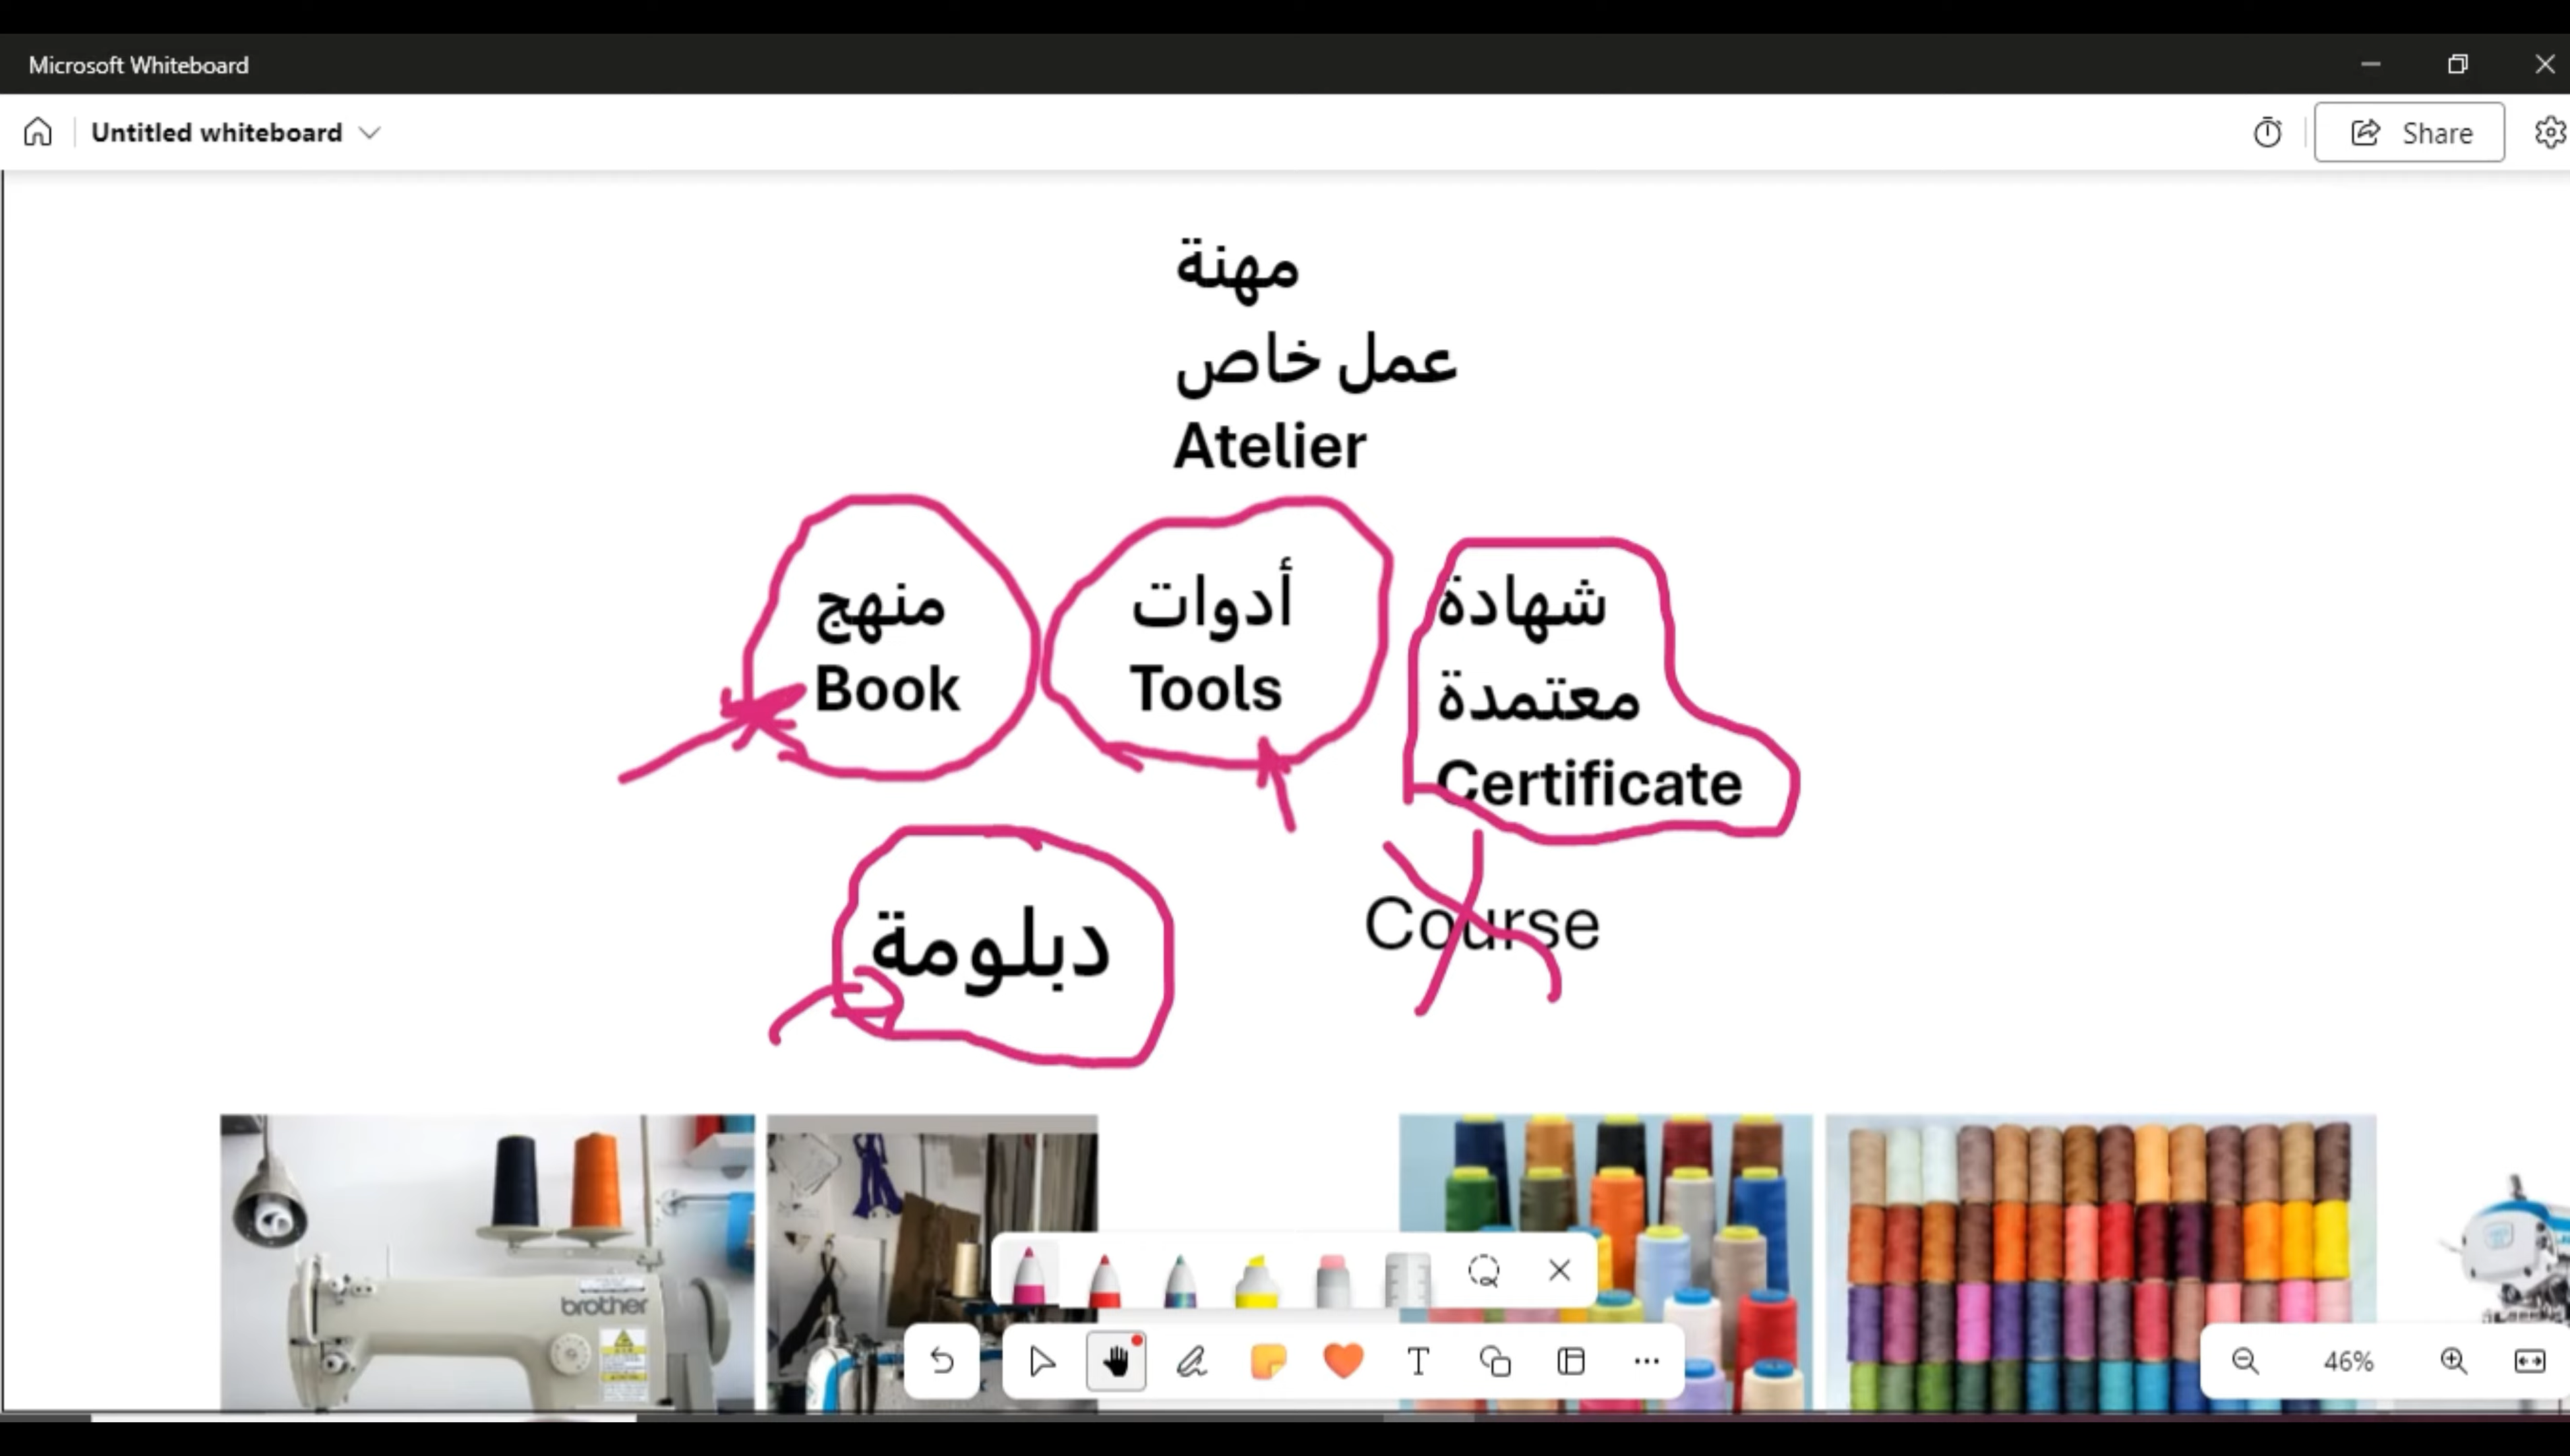 Microsoft Whiteboard
Untitled whiteboard
Share
مهنة
عمل خاص
Atelier
منهج
Book
أدوات
Tools
شهادة
معتمدة
Certificate
دبلومة
Course
brother
46%